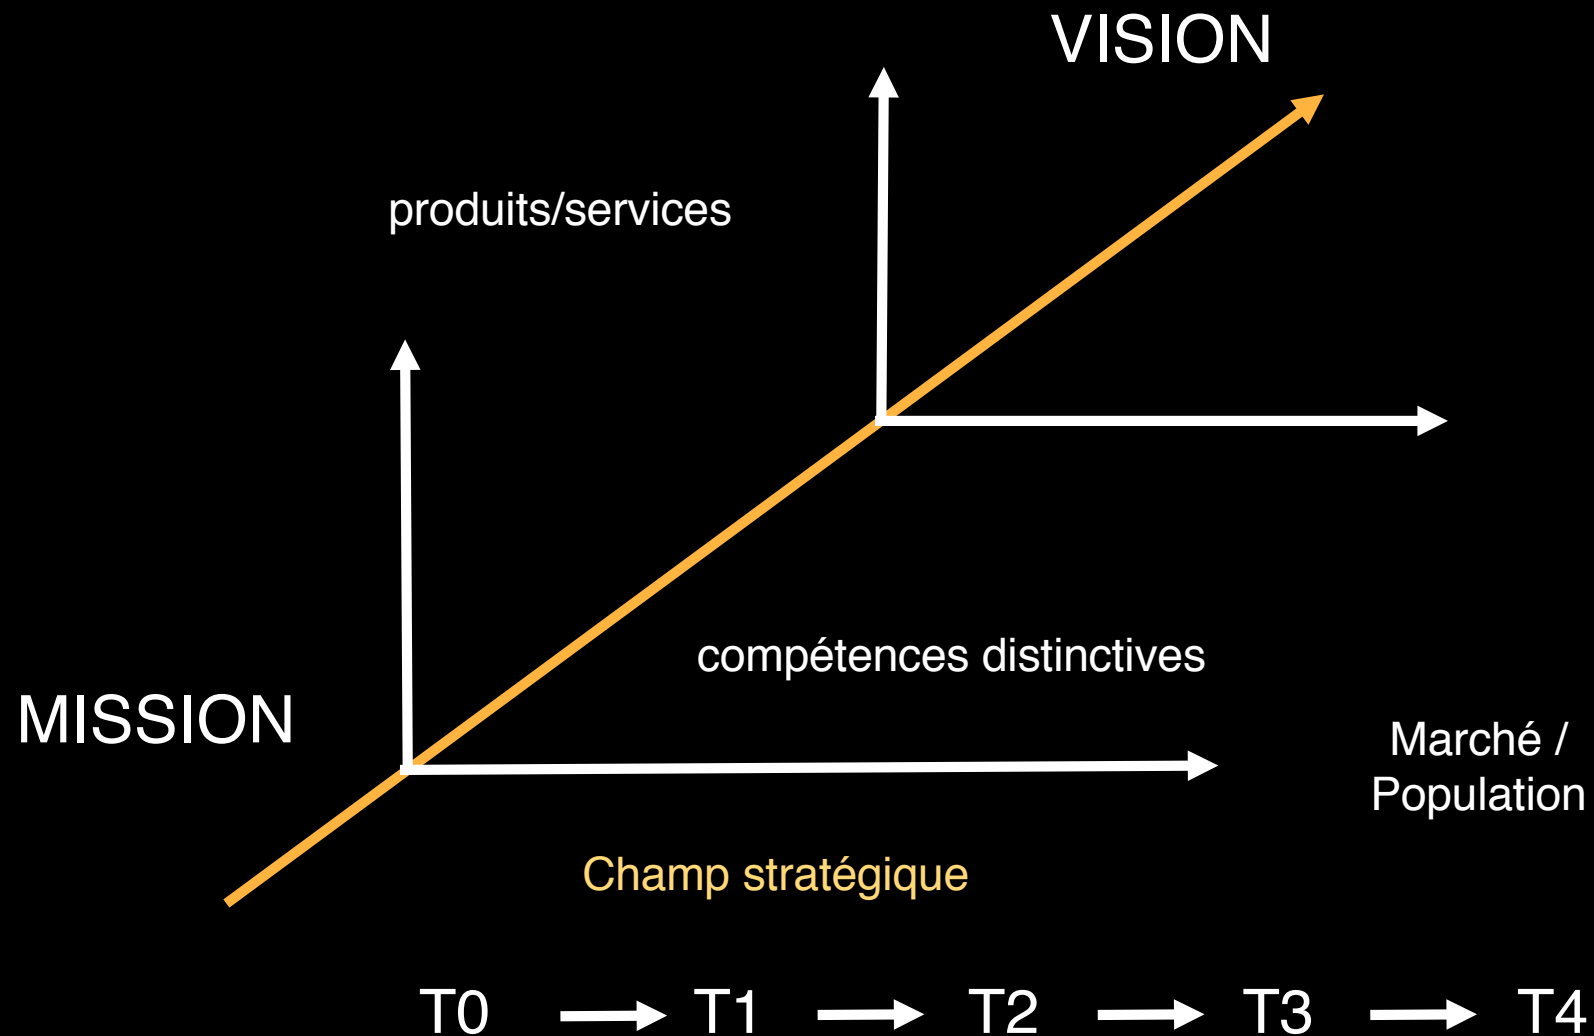 VISION
produits/services
compétences distinctives
MISSION
Marché /
Population
Champ stratégique
T0 T1 T2 T3 T4